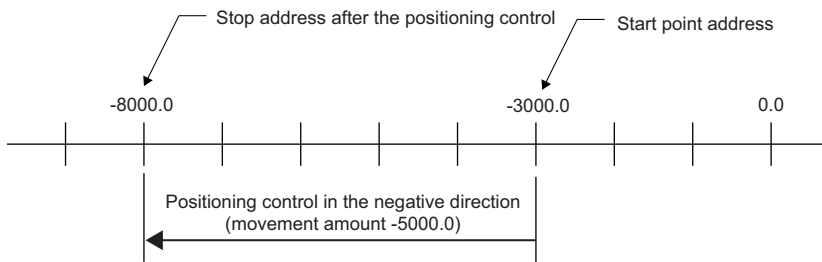 Stop address after the positioning control
Start point address
-8000.0
-3000.0
0.0
Positioning control in the negative direction
(movement amount -5000.0)